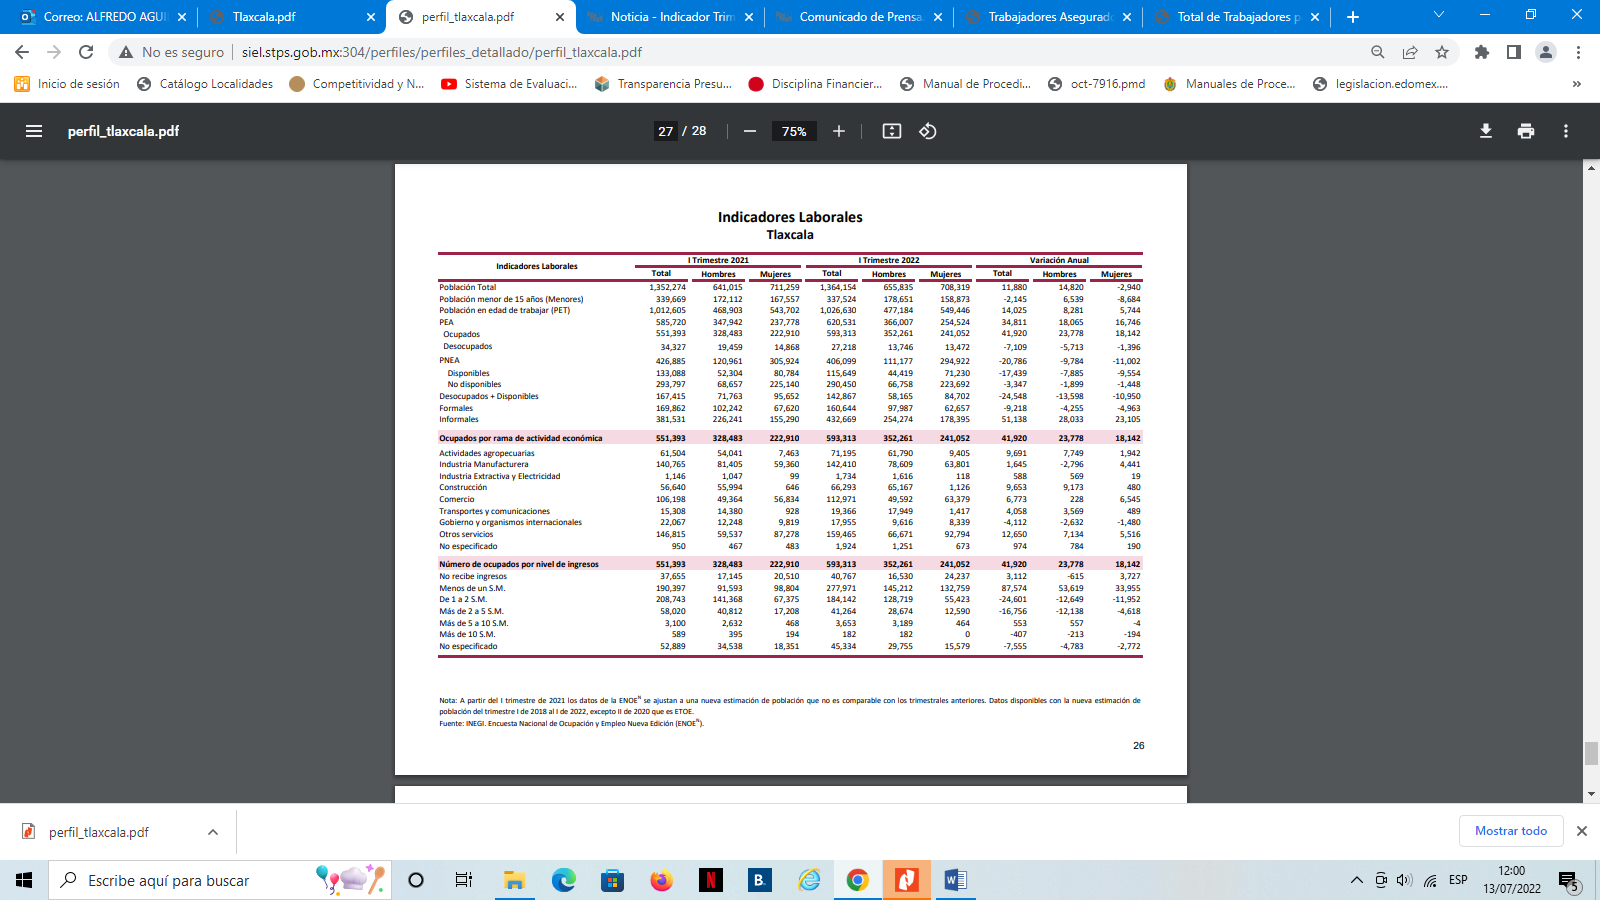 Correo: ALFREDO AGUI
Tlaxcala.pdf
perfil_tlaxcala.pdf
Noticia - Indicador Trim
Comunicado de Prensa.
Trabajadores Asegurado
Total de Trabajadores p
No es seguro
siel.stps.gob.mx:304/perfiles/perfiles_detallado/perfil_tlaxcala.pdf
Inicio de sesión
Catálogo Localidades
Competitividad y N...
Sistema de Evaluaci...
Transparencia Presu...
Disciplina Financier...
Manual de Procedi...
oct-7916.pmd
Manuales de Proce...
legislacion.edomex....
»
perfil_tlaxcala.pdf
27 / 28
75%
Indicadores Laborales
Tlaxcala
Indicadores Laborales I Trimestre 2021 I Trimestre 2022 Variación Anual
Total Hombres Mujeres Total Hombres Mujeres Total Hombres Mujeres
Población Total 1,352,274 641,015 711,259 1,364,154 655,835 708,319 11,880 14,820 -2,940
Población menor de 15 años (Menores) 339,669 172,112 167,557 337,524 178,651 158,873 -2,145 6,539 -8,684
Población en edad de trabajar (PET) 1,012,605 468,903 543,702 1,026,630 477,184 549,446 14,025 8,281 5,744
PEA 585,720 347,942 237,778 620,531 366,007 254,524 34,811 18,065 16,746
Ocupados 551,393 328,483 222,910 593,313 352,261 241,052 41,920 23,778 18,142
Desocupados 34,327 19,459 14,868 27,218 13,746 13,472 -7,109 -5,713 -1,396
PNEA 426,885 120,961 305,924 406,099 111,177 294,922 -20,786 -9,784 -11,002
Disponibles 133,088 52,304 80,784 115,649 44,419 71,230 -17,439 -7,885 -9,554
No disponibles 293,797 68,657 225,140 290,450 66,758 223,692 -3,347 -1,899 -1,448
Desocupados + Disponibles 167,415 71,763 95,652 142,867 58,165 84,702 -24,548 -13,598 -10,950
Formales 169,862 102,242 67,620 160,644 97,987 62,657 -9,218 -4,255 -4,963
Informales 381,531 226,241 155,290 432,669 254,274 178,395 51,138 28,033 23,105
Ocupados por rama de actividad económica 551,393 328,483 222,910 593,313 352,261 241,052 41,920 23,778 18,142
Actividades agropecuarias 61,504 54,041 7,463 71,195 61,790 9,405 9,691 7,749 1,942
Industria Manufacturera 140,765 81,405 59,360 142,410 78,609 63,801 1,645 -2,796 4,441
Industria Extractiva y Electricidad 1,146 1,047 99 1,734 1,616 118 588 569 19
Construcción 56,640 55,994 646 66,293 65,167 1,126 9,653 9,173 480
Comercio 106,198 49,364 56,834 112,971 49,592 63,379 6,773 228 6,545
Transportes y comunicaciones 15,308 14,380 928 19,366 17,949 1,417 4,058 3,569 489
Gobierno y organismos internacionales 22,067 12,248 9,819 17,955 9,616 8,339 -4,112 -2,632 -1,480
Otros servicios 146,815 59,537 87,278 159,465 66,671 92,794 12,650 7,134 5,516
No especificado 950 467 483 1,924 1,251 673 974 784 190
Número de ocupados por nivel de ingresos 551,393 328,483 222,910 593,313 352,261 241,052 41,920 23,778 18,142
No recibe ingresos 37,655 17,145 20,510 40,767 16,530 24,237 3,112 -615 3,727
Menos de un S.M. 190,397 91,593 98,804 277,971 145,212 132,759 87,574 53,619 33,955
De 1 a 2 S.M. 208,743 141,368 67,375 184,142 128,719 55,423 -24,601 -12,649 -11,952
Más de 2 a 5 S.M. 58,020 40,812 17,208 41,264 28,674 12,590 -16,756 -12,138 -4,618
Más de 5 a 10 S.M. 3,100 2,632 468 3,653 3,189 464 553 557 -4
Más de 10 S.M. 589 395 194 182 182 0 -407 -213 -194
No especificado 52,889 34,538 18,351 45,334 29,755 15,579 -7,555 -4,783 -2,772
Nota: A partir del I trimestre de 2021 los datos de la ENOEᴺ se ajustan a una nueva estimación de población que no es comparable con los trimestrales anteriores. Datos disponibles con la nueva estimación de
población del trimestre I de 2018 al I de 2022, excepto II de 2020 que es ETOE.
Fuente: INEGI. Encuesta Nacional de Ocupación y Empleo Nueva Edición (ENOEᴺ).
26
perfil_tlaxcala.pdf
Mostrar todo
Escribe aquí para buscar
ESP
12:00
13/07/2022
5